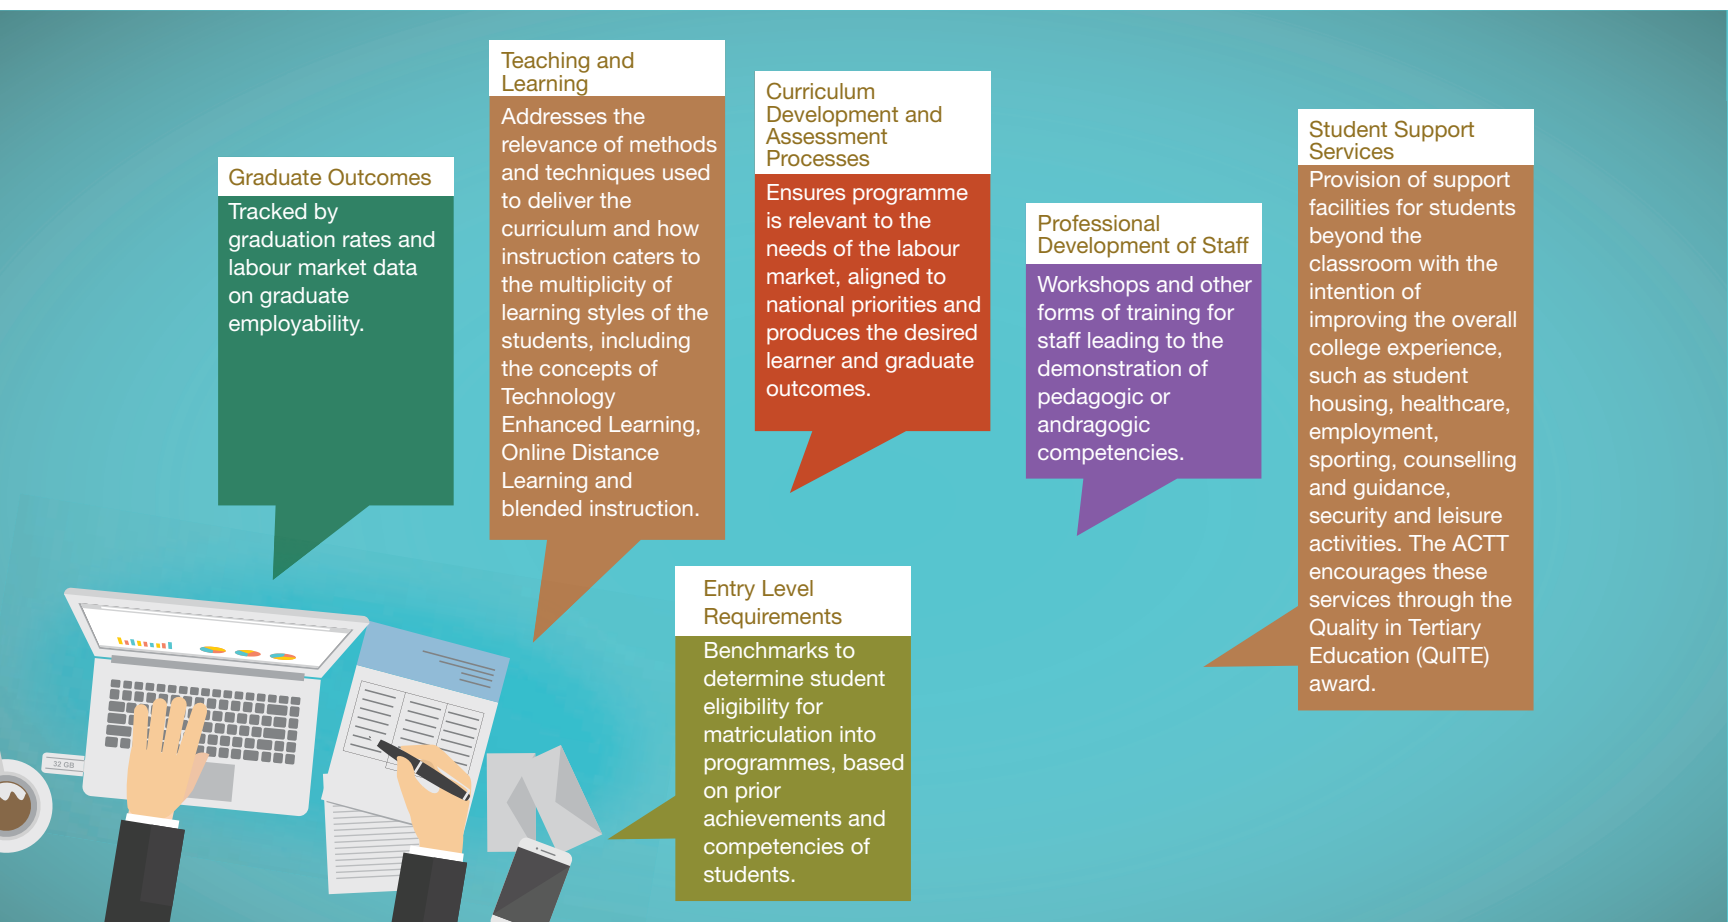 Graduate Outcomes
Tracked by
graduation rates and
labour market data
on graduate
employability.
Teaching and
Learning
Addresses the
relevance of methods
and techniques used
to deliver the
curriculum and how
instruction caters to
the multiplicity of
learning styles of the
students, including
the concepts of
Technology
Enhanced Learning,
Online Distance
Learning and
blended instruction.
Curriculum
Development and
Assessment
Processes
Ensures programme
is relevant to the
needs of the labour
market, aligned to
national priorities and
produces the desired
learner and graduate
outcomes.
Professional
Development of Staff
Workshops and other
forms of training for
staff leading to the
demonstration of
pedagogic or
andragogic
competencies.
Student Support
Services
Provision of support
facilities for students
beyond the
classroom with the
intention of
improving the overall
college experience,
such as student
housing, healthcare,
employment,
sporting, counselling
and guidance,
security and leisure
activities. The ACTT
encourages these
services through the
Quality in Tertiary
Education (QuITE)
award.
Entry Level
Requirements
Benchmarks to
determine student
eligibility for
matriculation into
programmes, based
on prior
achievements and
competencies of
students.
32 GB